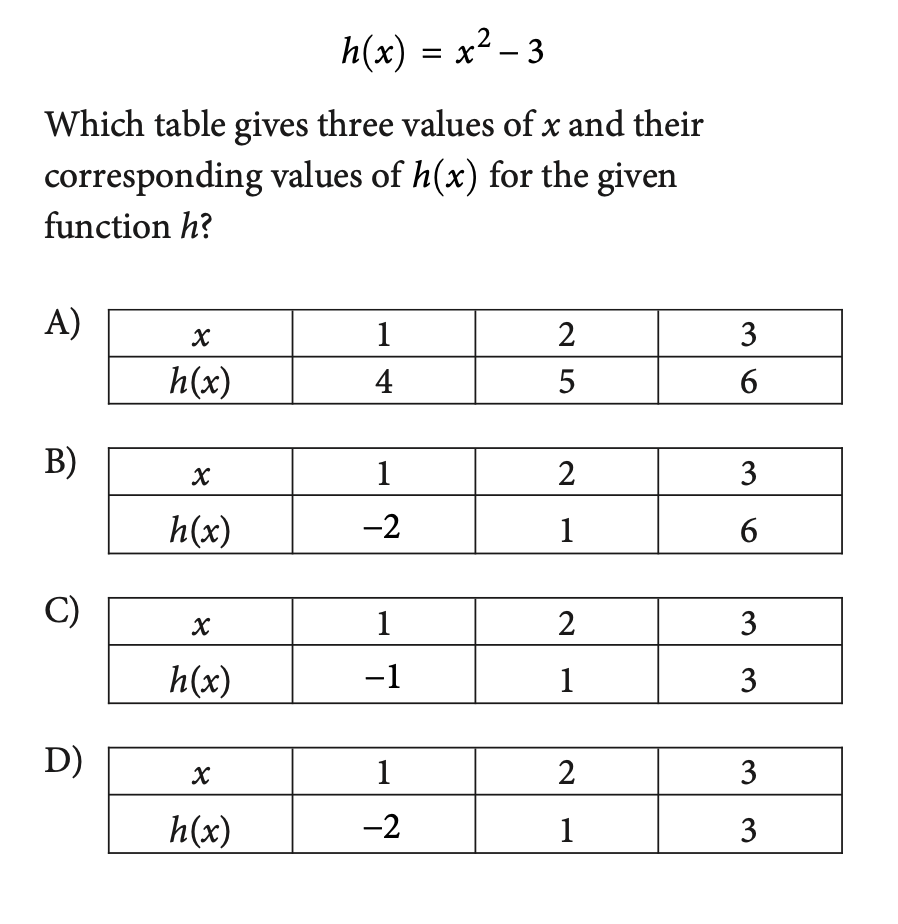 h(x) = x² – 3
Which table gives three values of x and their
corresponding values of h(x) for the given
function h?
A)
x 1 2 3
h(x) 4 5 6
B)
x 1 2 3
h(x) –2 1 6
C)
x 1 2 3
h(x) –1 1 3
D)
x 1 2 3
h(x) –2 1 3